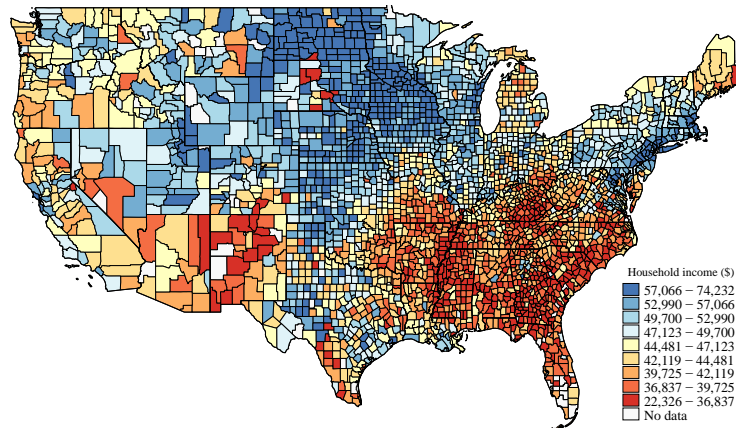 Household income ($)
57,066 – 74,232
52,990 – 57,066
49,700 – 52,990
47,123 – 49,700
44,481 – 47,123
42,119 – 44,481
39,725 – 42,119
36,837 – 39,725
22,326 – 36,837
No data